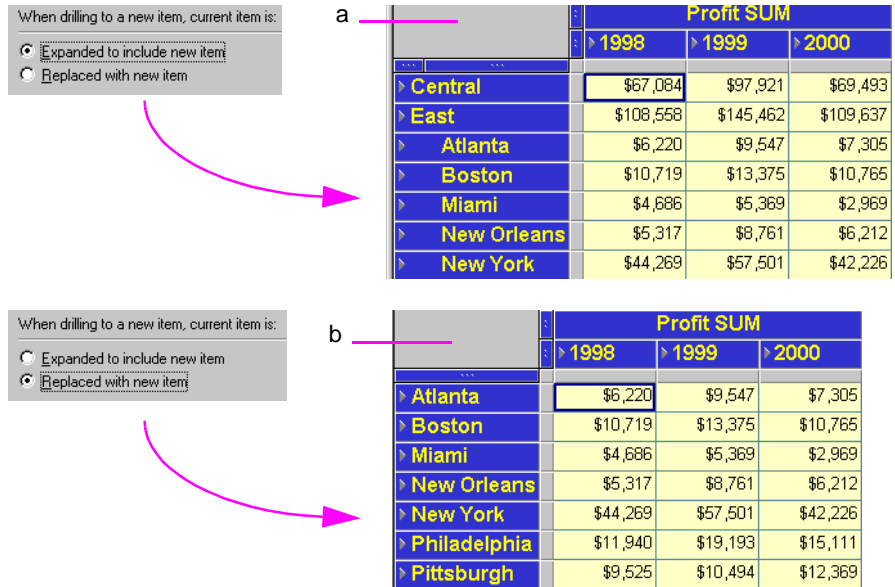 When drilling to a new item, current item is:
Expanded to include new item
Replaced with new item
a
Profit SUM
1998 1999 2000
Central $67,084 $97,921 $69,493
East $108,558 $145,462 $109,637
Atlanta $6,220 $9,547 $7,305
Boston $10,719 $13,375 $10,765
Miami $4,686 $5,369 $2,969
New Orleans $5,317 $8,761 $6,212
New York $44,269 $57,501 $42,226
When drilling to a new item, current item is:
Expanded to include new item
Replaced with new item
b
Profit SUM
1998 1999 2000
Atlanta $6,220 $9,547 $7,305
Boston $10,719 $13,375 $10,765
Miami $4,686 $5,369 $2,969
New Orleans $5,317 $8,761 $6,212
New York $44,269 $57,501 $42,226
Philadelphia $11,940 $19,193 $15,111
Pittsburgh $9,525 $10,494 $12,369